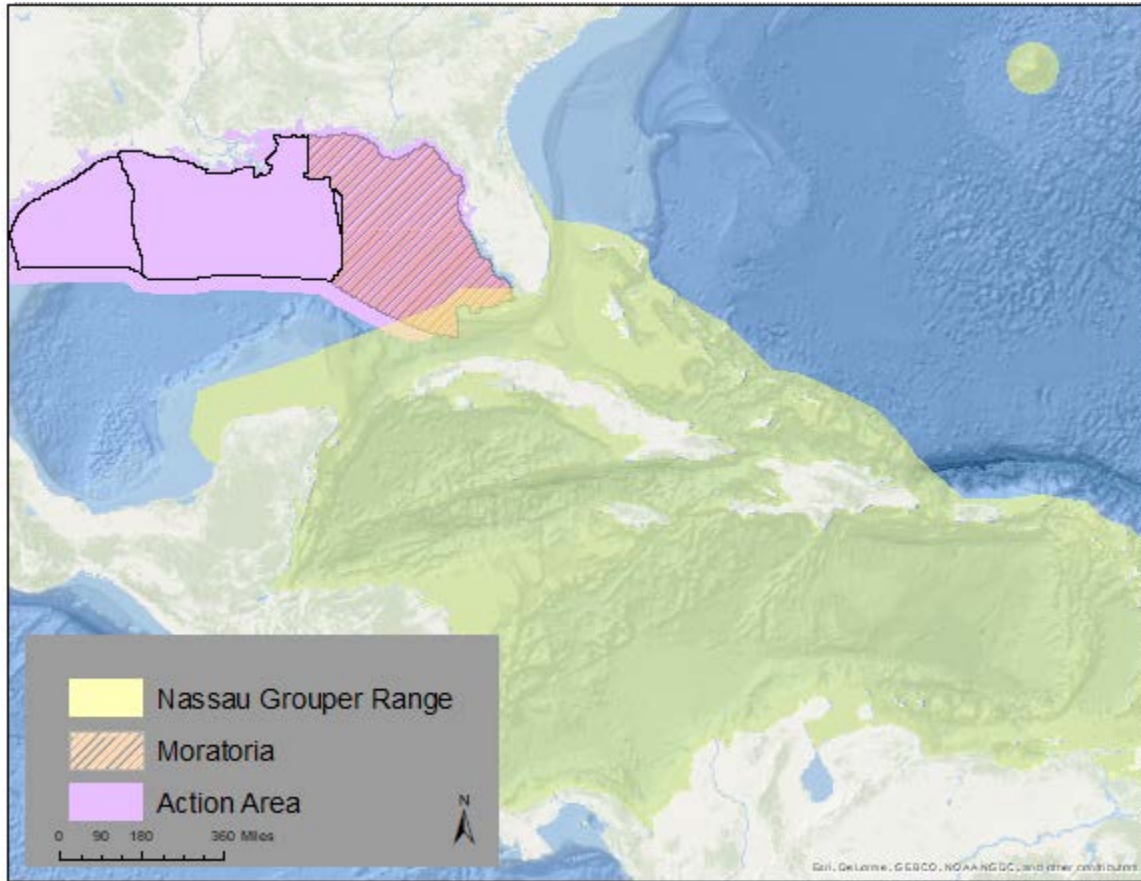 Nassau Grouper Range
Moratoria
Action Area
N
0 90 180 360 Miles
Esri, DeLorme, GEBCO, NOAA NGDC, and other contributors